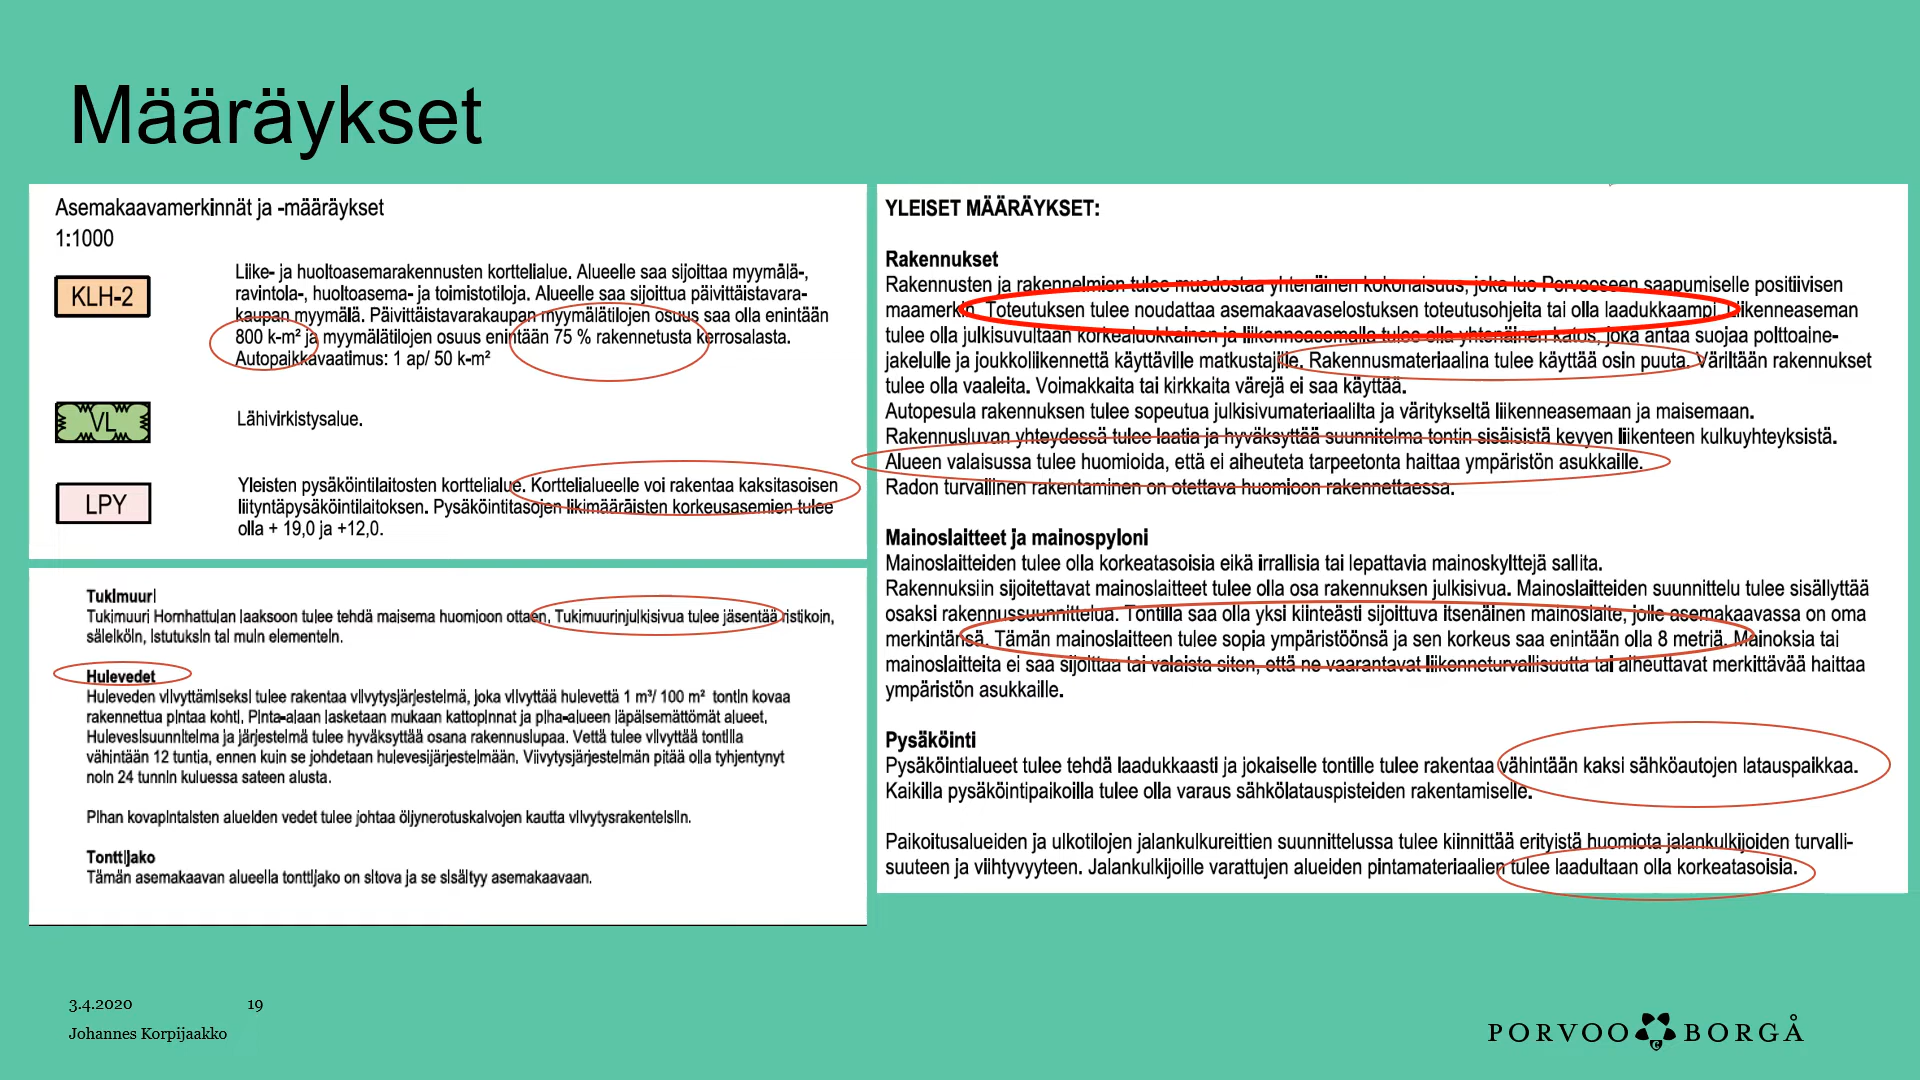 Määräykset
Asemakaavamerkinnät ja -määräykset
1:1000
KLH-2
Liike- ja huoltoasemarakennusten korttelialue. Alueelle saa sijoittaa myymälä-,
ravintola-, huoltoasema- ja toimistotiloja. Alueelle saa sijoittua päivittäistavara-
kaupan myymälä. Päivittäistavarakaupan myymälätilojen osuus saa olla enintään
800 k-m² ja myymälätilojen osuus enintään 75 % rakennetusta kerrosalasta.
Autopaikkavaatimus: 1 ap/ 50 k-m²
VL
Lähivirkistysalue.
LPY
Yleisten pysäköintilaitosten korttelialue. Korttelialueelle voi rakentaa kaksitasoisen
liityntäpysäköintilaitoksen. Pysäköintitasojen likimääräisten korkeusasemien tulee
olla + 19,0 ja +12,0.
Tukimuuri
Tukimuuri Hornhattulan laaksoon tulee tehdä maisema huomioon ottaen. Tukimuurinjulkisivua tulee jäsentää ristikoin,
säleiköin, istutuksin tai muin elementein.
Hulevedet
Huleveden viivyttämiseksi tulee rakentaa viivytysjärjestelmä, joka viivyttää hulevettä 1 m³/ 100 m² tontin kovaa
rakennettua pintaa kohti. Pinta-alaan lasketaan mukaan kattopinnat ja piha-alueen läpäisemättömät alueet.
Hulevesisuunnitelma ja järjestelmä tulee hyväksyttää osana rakennuslupaa. Vettä tulee viivyttää tontilla
vähintään 12 tuntia, ennen kuin se johdetaan hulevesijärjestelmään. Viivytysjärjestelmän pitää olla tyhjentynyt
noin 24 tunnin kuluessa sateen alusta.
Pihan kovapintaisten alueiden vedet tulee johtaa öljynerotuskaivojen kautta viivytysrakenteisiin.
Tonttijako
Tämän asemakaavan alueella tonttijako on sitova ja se sisältyy asemakaavaan.
YLEISET MÄÄRÄYKSET:
Rakennukset
Rakennusten ja rakennelmien tulee muodostaa yhtenäinen kokonaisuus, joka luo Porvooseen saapumiselle positiivisen
maamerkin. Toteutuksen tulee noudattaa asemakaavaselostuksen toteutusohjeita tai olla laadukkaampi. Liikenneaseman
tulee olla julkisuvultaan korkealuokkainen ja liikenneasemalla tulee olla yhtenäinen katos, joka antaa suojaa polttoaine-
jakelulle ja joukkoliikennettä käyttäville matkustajille. Rakennusmateriaalina tulee käyttää osin puuta. Väriltään rakennukset
tulee olla vaaleita. Voimakkaita tai kirkkaita värejä ei saa käyttää.
Autopesula rakennuksen tulee sopeutua julkisivumateriaalilta ja väritykseltä liikenneasemaan ja maisemaan.
Rakennusluvan yhteydessä tulee laatia ja hyväksyttää suunnitelma tontin sisäisistä kevyen liikenteen kulkuyhteyksistä.
Alueen valaisussa tulee huomioida, että ei aiheuteta tarpeetonta haittaa ympäristön asukkaille.
Radon turvallinen rakentaminen on otettava huomioon rakennettaessa.
Mainoslaitteet ja mainospyloni
Mainoslaitteiden tulee olla korkeatasoisia eikä irrallisia tai lepattavia mainoskylttejä sallita.
Rakennuksiin sijoitettavat mainoslaitteet tulee olla osa rakennuksen julkisivua. Mainoslaitteiden suunnittelu tulee sisällyttää
osaksi rakennussuunnittelua. Tontilla saa olla yksi kiinteästi sijoittuva itsenäinen mainoslaite, jolle asemakaavassa on oma
merkintänsä. Tämän mainoslaitteen tulee sopia ympäristöönsä ja sen korkeus saa enintään olla 8 metriä. Mainoksia tai
mainoslaitteita ei saa sijoittaa tai valaista siten, että ne vaarantavat liikenneturvallisuutta tai aiheuttavat merkittävää haittaa
ympäristön asukkaille.
Pysäköinti
Pysäköintialueet tulee tehdä laadukkaasti ja jokaiselle tontille tulee rakentaa vähintään kaksi sähköautojen latauspaikkaa.
Kaikilla pysäköintipaikoilla tulee olla varaus sähkölatauspisteiden rakentamiselle.
Paikoitusalueiden ja ulkotilojen jalankulkureittien suunnittelussa tulee kiinnittää erityistä huomiota jalankulkijoiden turvalli-
suuteen ja viihtyvyyteen. Jalankulkijoille varattujen alueiden pintamateriaalien tulee laadultaan olla korkeatasoisia.
3.4.2020 19
Johannes Korpijaakko
PORVOO BORGÅ